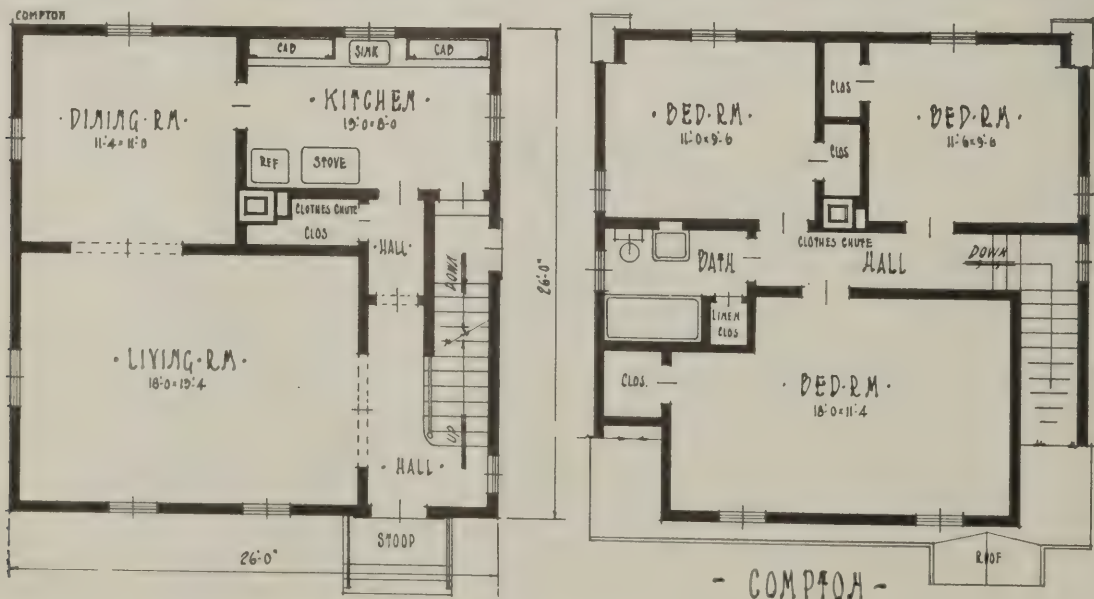 COMPTON
CAB
SINK
CAB
· DINING · RM ·
11'-4 × 11'-0
· KITCHEN ·
13'-0 × 8'-0
REF
STOVE
CLOTHES CHUTE
CLOS
· HALL ·
DOWN
26'-0"
· LIVING · RM ·
18'-0 × 13'-4
UP
· HALL ·
STOOP
26'-0"
· BED · RM ·
11'-0 × 9'-6
CLOS
CLOS
· BED · RM ·
11'-6 × 9'-6
CLOTHES CHUTE
BATH
HALL
DOWN
LINEN
CLOS
CLOS.
· BED · RM ·
18'-0 × 11'-4
ROOF
- COMPTON -